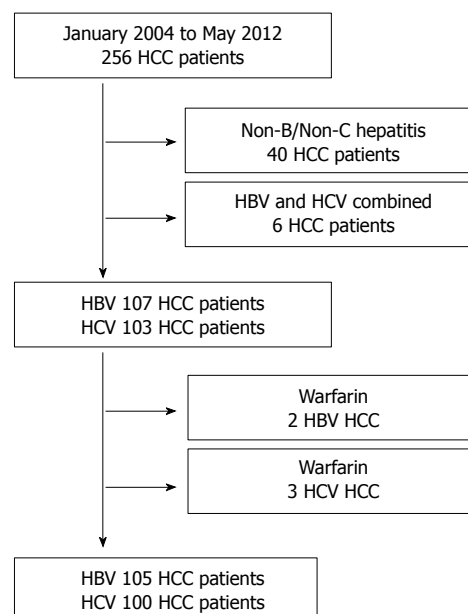 January 2004 to May 2012
256 HCC patients
Non-B/Non-C hepatitis
40 HCC patients
HBV and HCV combined
6 HCC patients
HBV 107 HCC patients
HCV 103 HCC patients
Warfarin
2 HBV HCC
Warfarin
3 HCV HCC
HBV 105 HCC patients
HCV 100 HCC patients